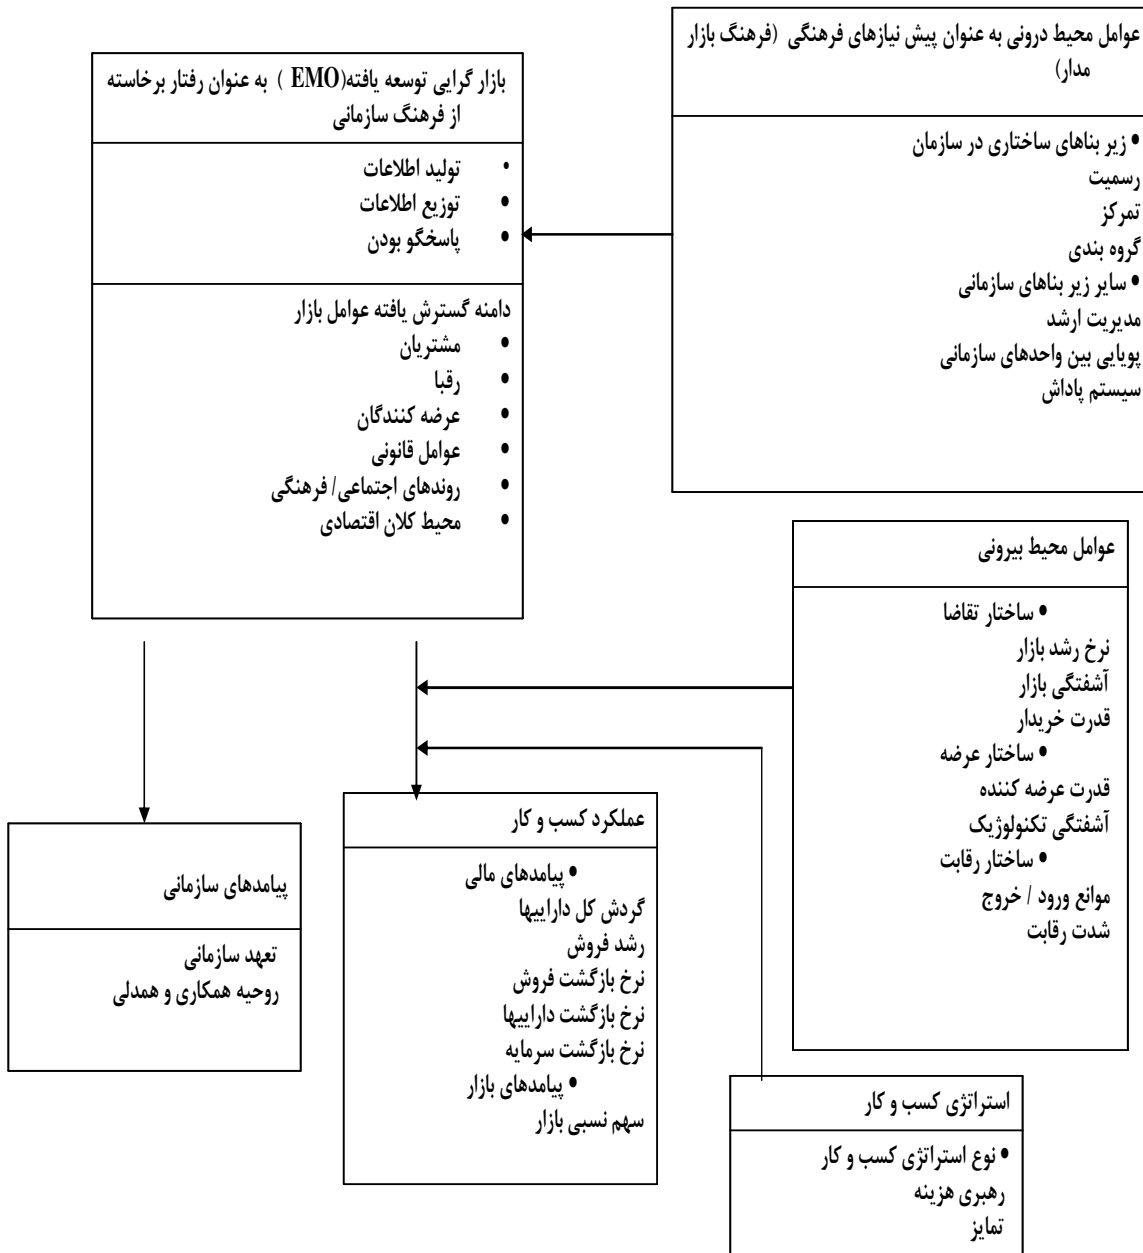 عوامل محیط درونی به عنوان پیش نیازهای فرهنگی (فرهنگ بازار
مدار)
• زیر بناهای ساختاری در سازمان
رسمیت
تمرکز
گروه بندی
• سایر زیر بناهای سازمانی
مدیریت ارشد
پویایی بین واحدهای سازمانی
سیستم پاداش
بازار گرایی توسعه یافته(EMO ) به عنوان رفتار برخاسته
از فرهنگ سازمانی
• تولید اطلاعات
• توزیع اطلاعات
• پاسخگو بودن
دامنه گسترش یافته عوامل بازار
• مشتریان
• رقبا
• عرضه کنندگان
• عوامل قانونی
• روندهای اجتماعی/ فرهنگی
• محیط کلان اقتصادی
عوامل محیط بیرونی
• ساختار تقاضا
نرخ رشد بازار
آشفتگی بازار
قدرت خریدار
• ساختار عرضه
قدرت عرضه کننده
آشفتگی تکنولوژیک
• ساختار رقابت
موانع ورود / خروج
شدت رقابت
عملکرد کسب و کار
• پیامدهای مالی
گردش کل داراییها
رشد فروش
نرخ بازگشت فروش
نرخ بازگشت داراییها
نرخ بازگشت سرمایه
• پیامدهای بازار
سهم نسبی بازار
پیامدهای سازمانی
تعهد سازمانی
روحیه همکاری و همدلی
استراتژی کسب و کار
• نوع استراتژی کسب و کار
رهبری هزینه
تمایز